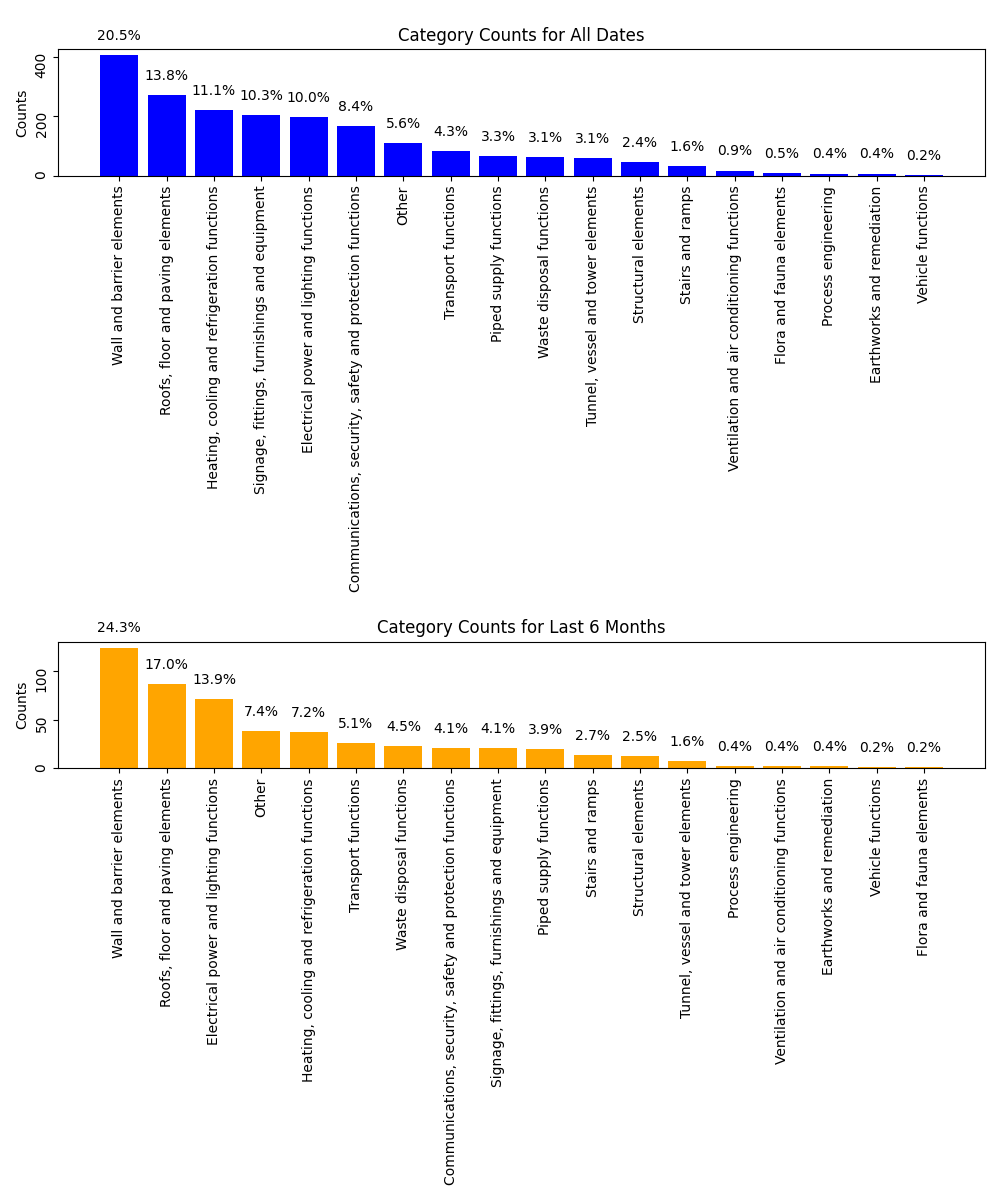 Category Counts for All Dates
20.5%
13.8%
11.1%
10.3%
10.0%
8.4%
5.6%
4.3%
3.3%
3.1%
3.1%
2.4%
1.6%
0.9%
0.5%
0.4%
0.4%
0.2%
Counts
400
200
0
Wall and barrier elements
Roofs, floor and paving elements
Heating, cooling and refrigeration functions
Signage, fittings, furnishings and equipment
Electrical power and lighting functions
Communications, security, safety and protection functions
Other
Transport functions
Piped supply functions
Waste disposal functions
Tunnel, vessel and tower elements
Structural elements
Stairs and ramps
Ventilation and air conditioning functions
Flora and fauna elements
Process engineering
Earthworks and remediation
Vehicle functions
Category Counts for Last 6 Months
24.3%
17.0%
13.9%
7.4%
7.2%
5.1%
4.5%
4.1%
4.1%
3.9%
2.7%
2.5%
1.6%
0.4%
0.4%
0.4%
0.2%
0.2%
Counts
100
50
0
Wall and barrier elements
Roofs, floor and paving elements
Electrical power and lighting functions
Other
Heating, cooling and refrigeration functions
Transport functions
Waste disposal functions
Communications, security, safety and protection functions
Signage, fittings, furnishings and equipment
Piped supply functions
Stairs and ramps
Structural elements
Tunnel, vessel and tower elements
Process engineering
Ventilation and air conditioning functions
Earthworks and remediation
Vehicle functions
Flora and fauna elements